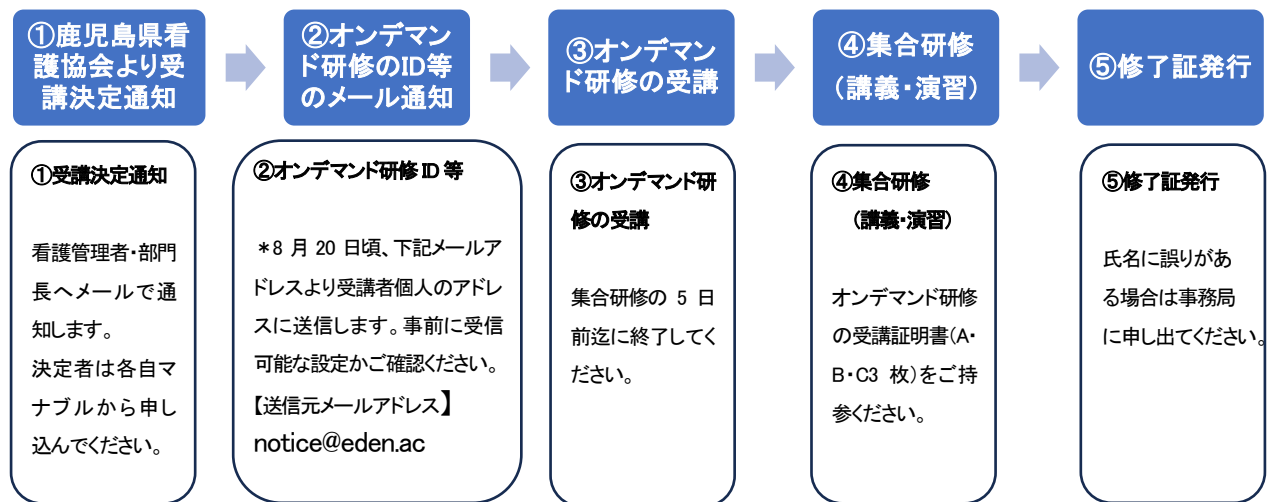 ①鹿児島県看
護協会より受
講決定通知
②オンデマン
ド研修のID等
のメール通知
③オンデマン
ド研修の受講
④集合研修
(講義・演習)
⑤修了証発行
①受講決定通知
看護管理者・部門
長へメールで通
知します。
決定者は各自マ
ナブルから申し
込んでください。
②オンデマンド研修 ID 等
*8 月 20 日頃、下記メールア
ドレスより受講者個人のアドレ
スに送信します。事前に受信
可能な設定かご確認ください。
【送信元メールアドレス】
notice@eden.ac
③オンデマンド研
修の受講
集合研修の 5 日
前迄に終了してく
ださい。
④集合研修
(講義・演習)
オンデマンド研修
の受講証明書(A・
B・C3 枚)をご持
参ください。
⑤修了証発行
氏名に誤りがあ
る場合は事務局
に申し出てください。